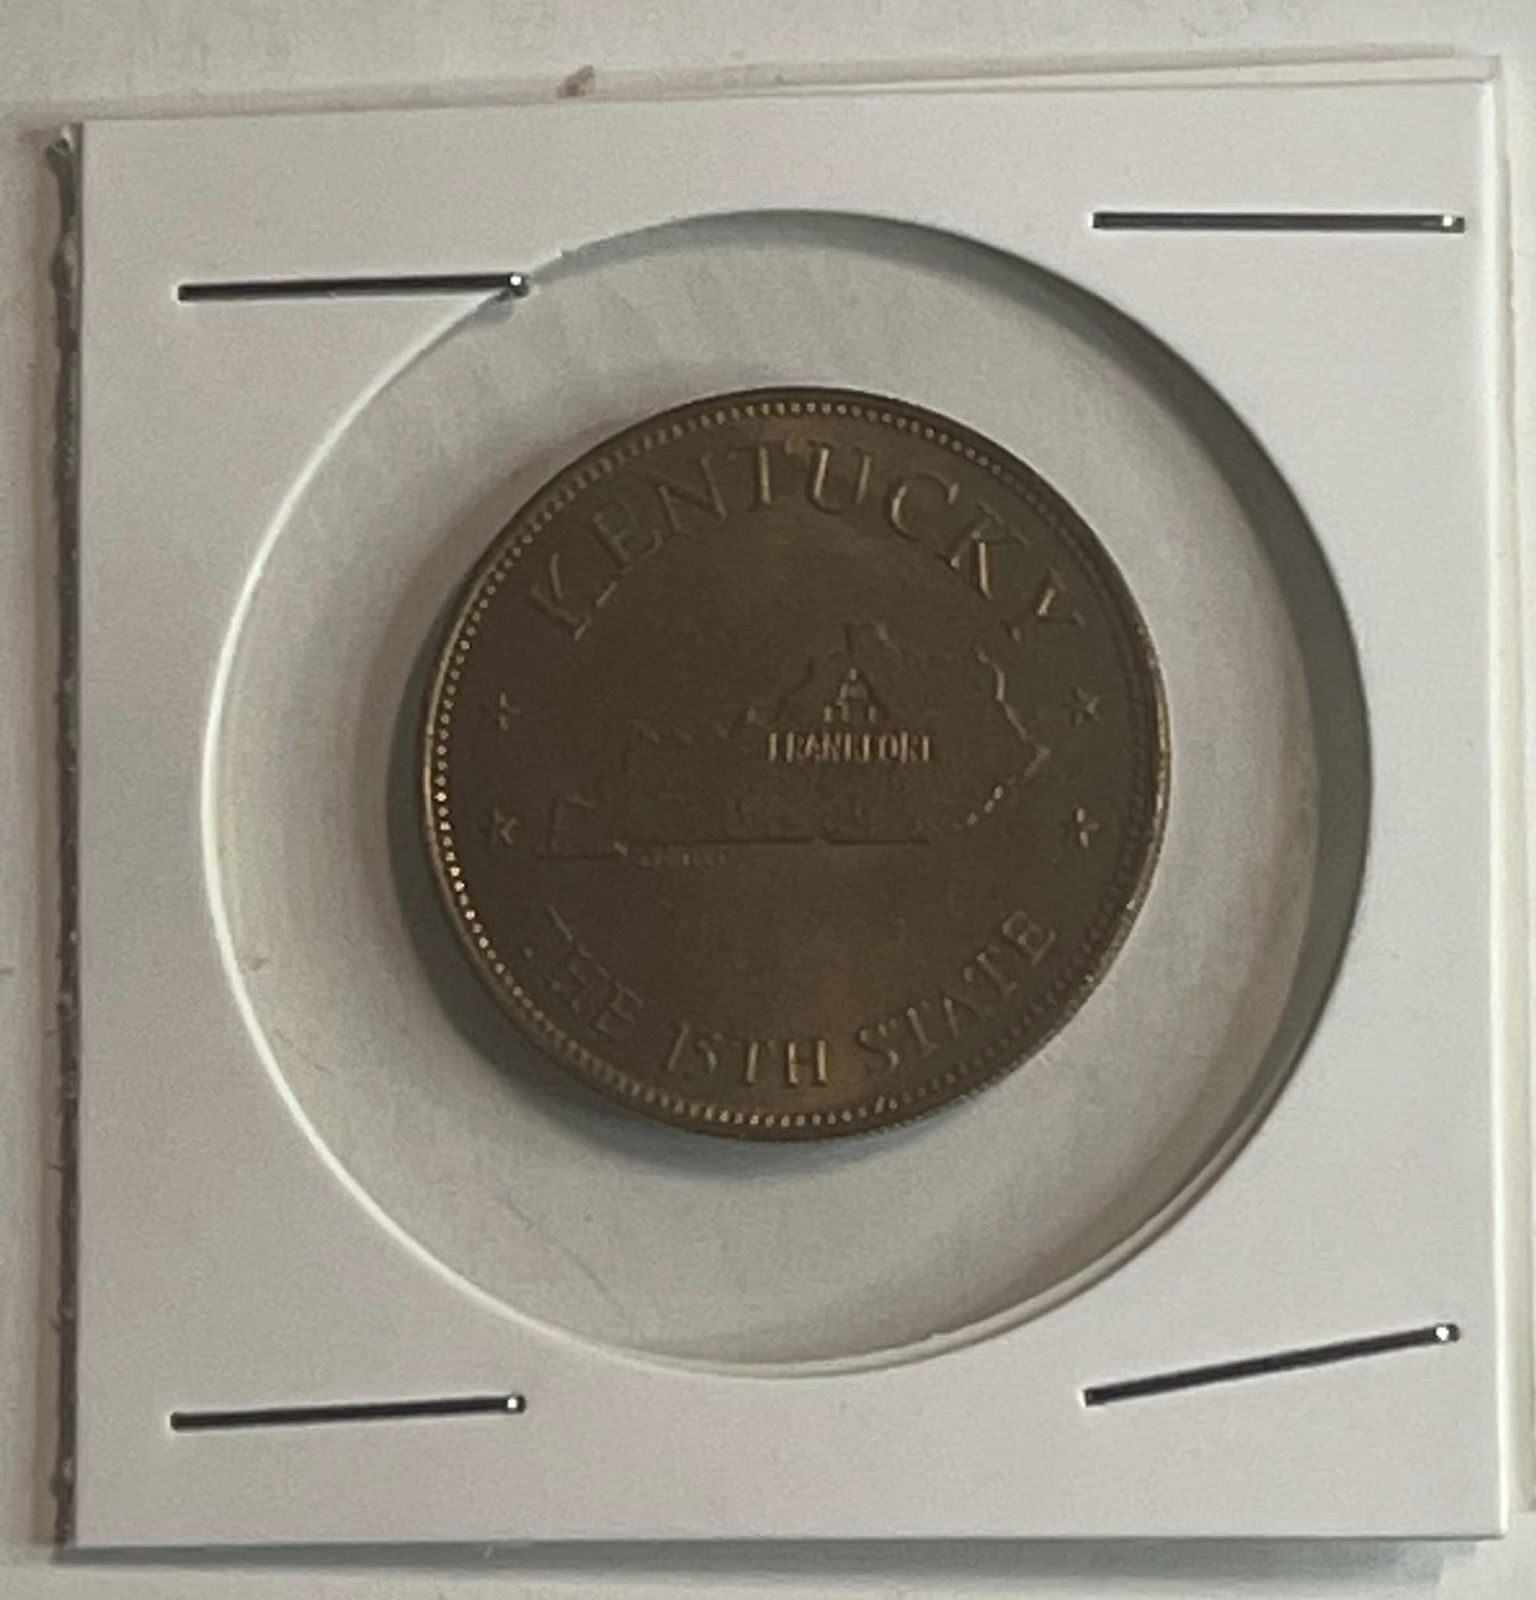 KENTUCKY
FRANKFORT
THE 15TH STATE